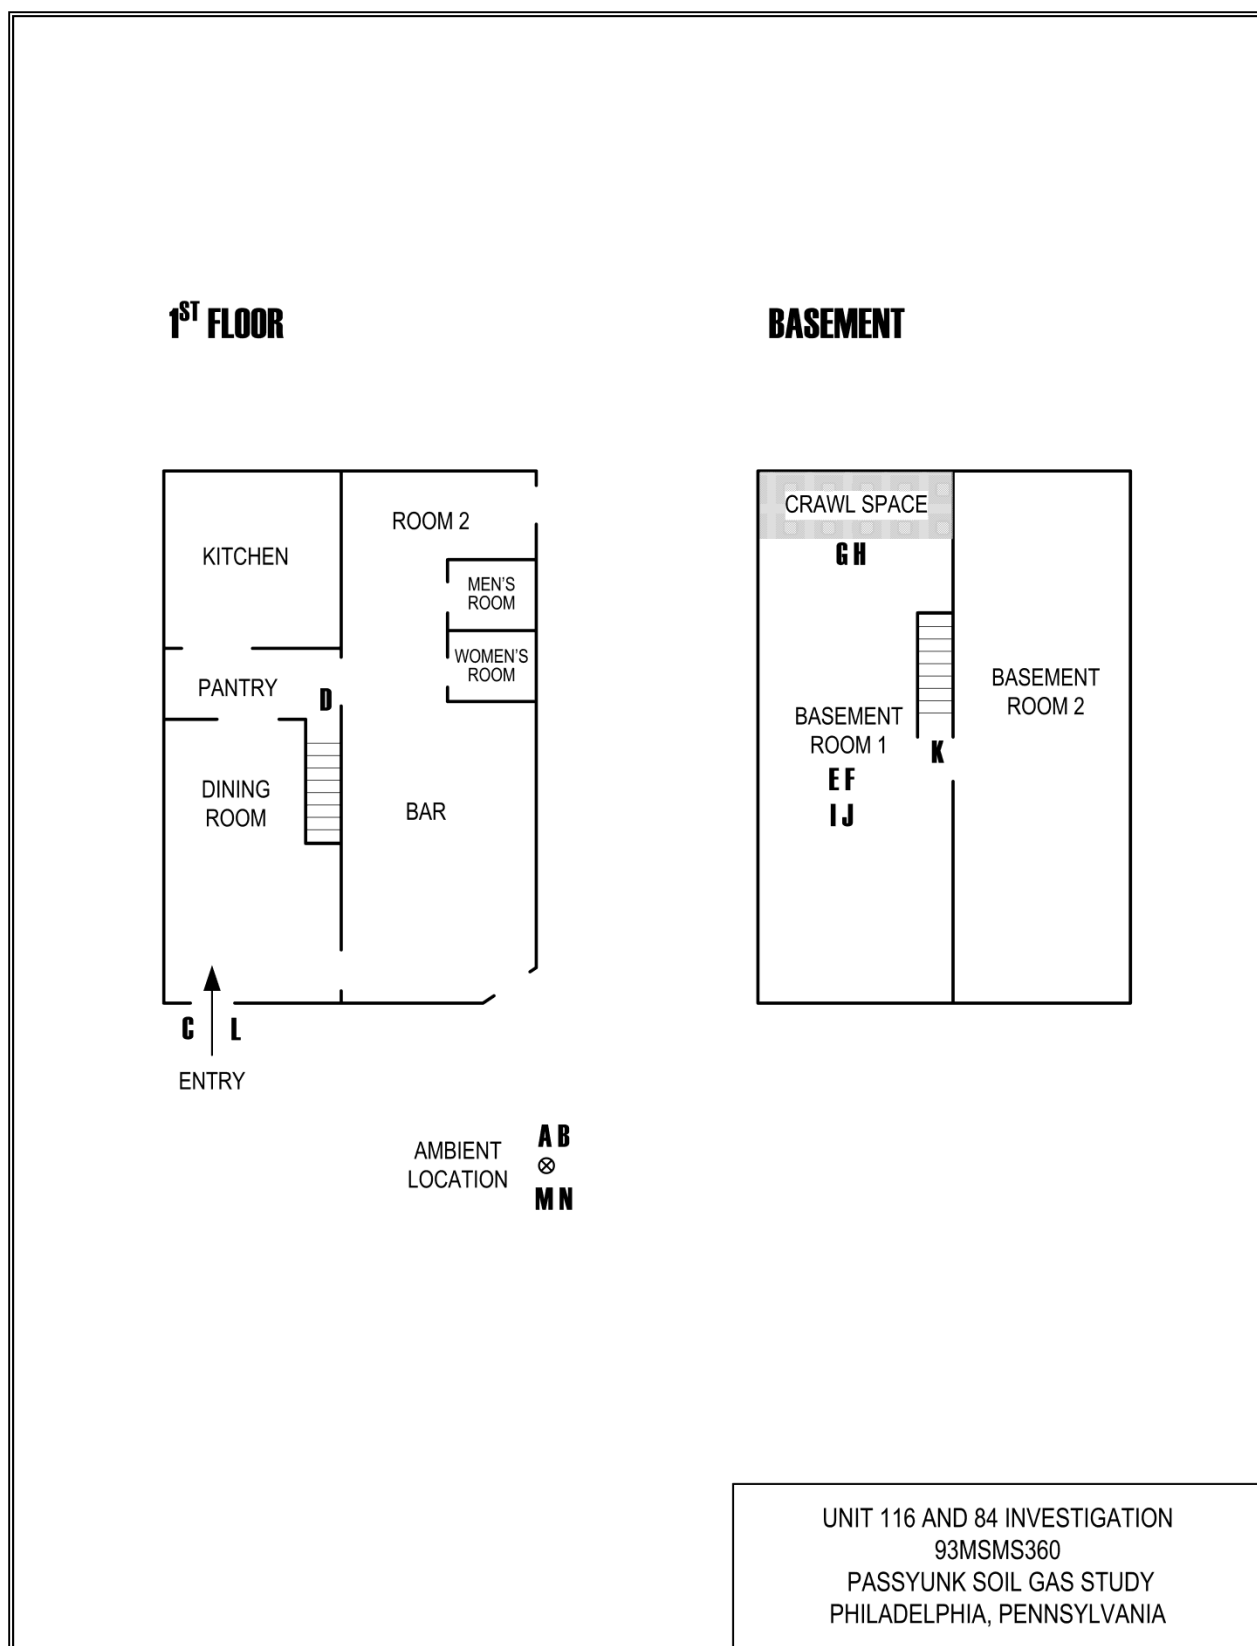 1ST FLOOR
BASEMENT
KITCHEN
ROOM 2
MEN'S
ROOM
WOMEN'S
ROOM
PANTRY
D
DINING
ROOM
BAR
C L
ENTRY
AMBIENT
LOCATION
A B
M N
CRAWL SPACE
G H
BASEMENT
ROOM 1
K
E F
I J
BASEMENT
ROOM 2
UNIT 116 AND 84 INVESTIGATION
93MSMS360
PASSYUNK SOIL GAS STUDY
PHILADELPHIA, PENNSYLVANIA